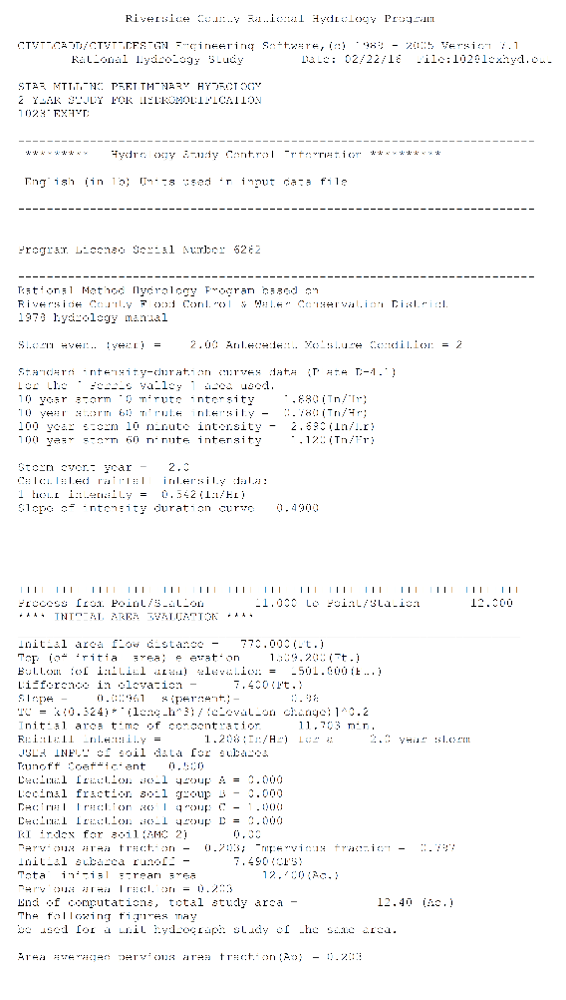 Riverside County Rational Hydrology Program
CIVILCADD/CIVILDESIGN Engineering Software,(c) 1989 - 2005 Version 7.1
Rational Hydrology Study Date: 02/22/16 File:10281exhyd.out
STAR MILLING PRELIMINARY HYDROLOGY
2 YEAR STUDY FOR HYDROMODIFICATION
10281EXHYD
------------------------------------------------------------------------
********* Hydrology Study Control Information **********
English (in-lb) Units used in input data file
------------------------------------------------------------------------
Program License Serial Number 6262
------------------------------------------------------------------------
Rational Method Hydrology Program based on
Riverside County Flood Control & Water Conservation District
1978 hydrology manual
Storm event (year) = 2.00 Antecedent Moisture Condition = 2
Standard intensity-duration curves data (Plate D-4.1)
For the [ Perris Valley ] area used.
10 year storm 10 minute intensity = 1.880(In/Hr)
10 year storm 60 minute intensity = 0.780(In/Hr)
100 year storm 10 minute intensity = 2.690(In/Hr)
100 year storm 60 minute intensity = 1.120(In/Hr)
Storm event year = 2.0
Calculated rainfall intensity data:
1 hour intensity = 0.542(In/Hr)
Slope of intensity duration curve = 0.4900
++++++++++++++++++++++++++++++++++++++++++++++++++++++++++++++++++++++
Process from Point/Station 11.000 to Point/Station 12.000
**** INITIAL AREA EVALUATION ****
______________________________________________________________________
Initial area flow distance = 770.000(Ft.)
Top (of initial area) elevation = 1509.200(Ft.)
Bottom (of initial area) elevation = 1501.800(Ft.)
Difference in elevation = 7.400(Ft.)
Slope = 0.00961 s(percent)= 0.96
TC = k(0.324)*[(length^3)/(elevation change)]^0.2
Initial area time of concentration = 11.703 min.
Rainfall intensity = 1.208(In/Hr) for a 2.0 year storm
USER INPUT of soil data for subarea
Runoff Coefficient = 0.500
Decimal fraction soil group A = 0.000
Decimal fraction soil group B = 0.000
Decimal fraction soil group C = 1.000
Decimal fraction soil group D = 0.000
RI index for soil(AMC 2) = 0.00
Pervious area fraction = 0.203; Impervious fraction = 0.797
Initial subarea runoff = 7.490(CFS)
Total initial stream area = 12.400(Ac.)
Pervious area fraction = 0.203
End of computations, total study area = 12.40 (Ac.)
The following figures may
be used for a unit hydrograph study of the same area.
Area averaged pervious area fraction(Ap) = 0.203